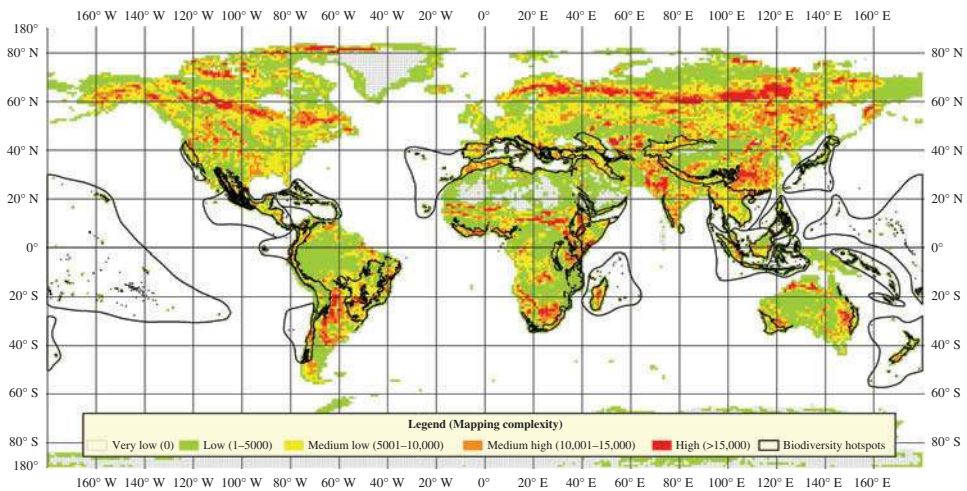 180° 160° W 140° W 120° W 100° W 80° W 60° W 40° W 20° W 0° 20° E 40° E 60° E 80° E 100° E 120° E 140° E 160° E
80° N 80° N
60° N 60° N
40° N 40° N
20° N 20° N
0° 0°
20° S 20° S
40° S 40° S
60° S 60° S
Legend (Mapping complexity)
80° S Very low (0) Low (1–5000) Medium low (5001–10,000) Medium high (10,001–15,000) High (>15,000) Biodiversity hotspots 80° S
180° 180°
160° W 140° W 120° W 100° W 80° W 60° W 40° W 20° W 0° 20° E 40° E 60° E 80° E 100° E 120° E 140° E 160° E